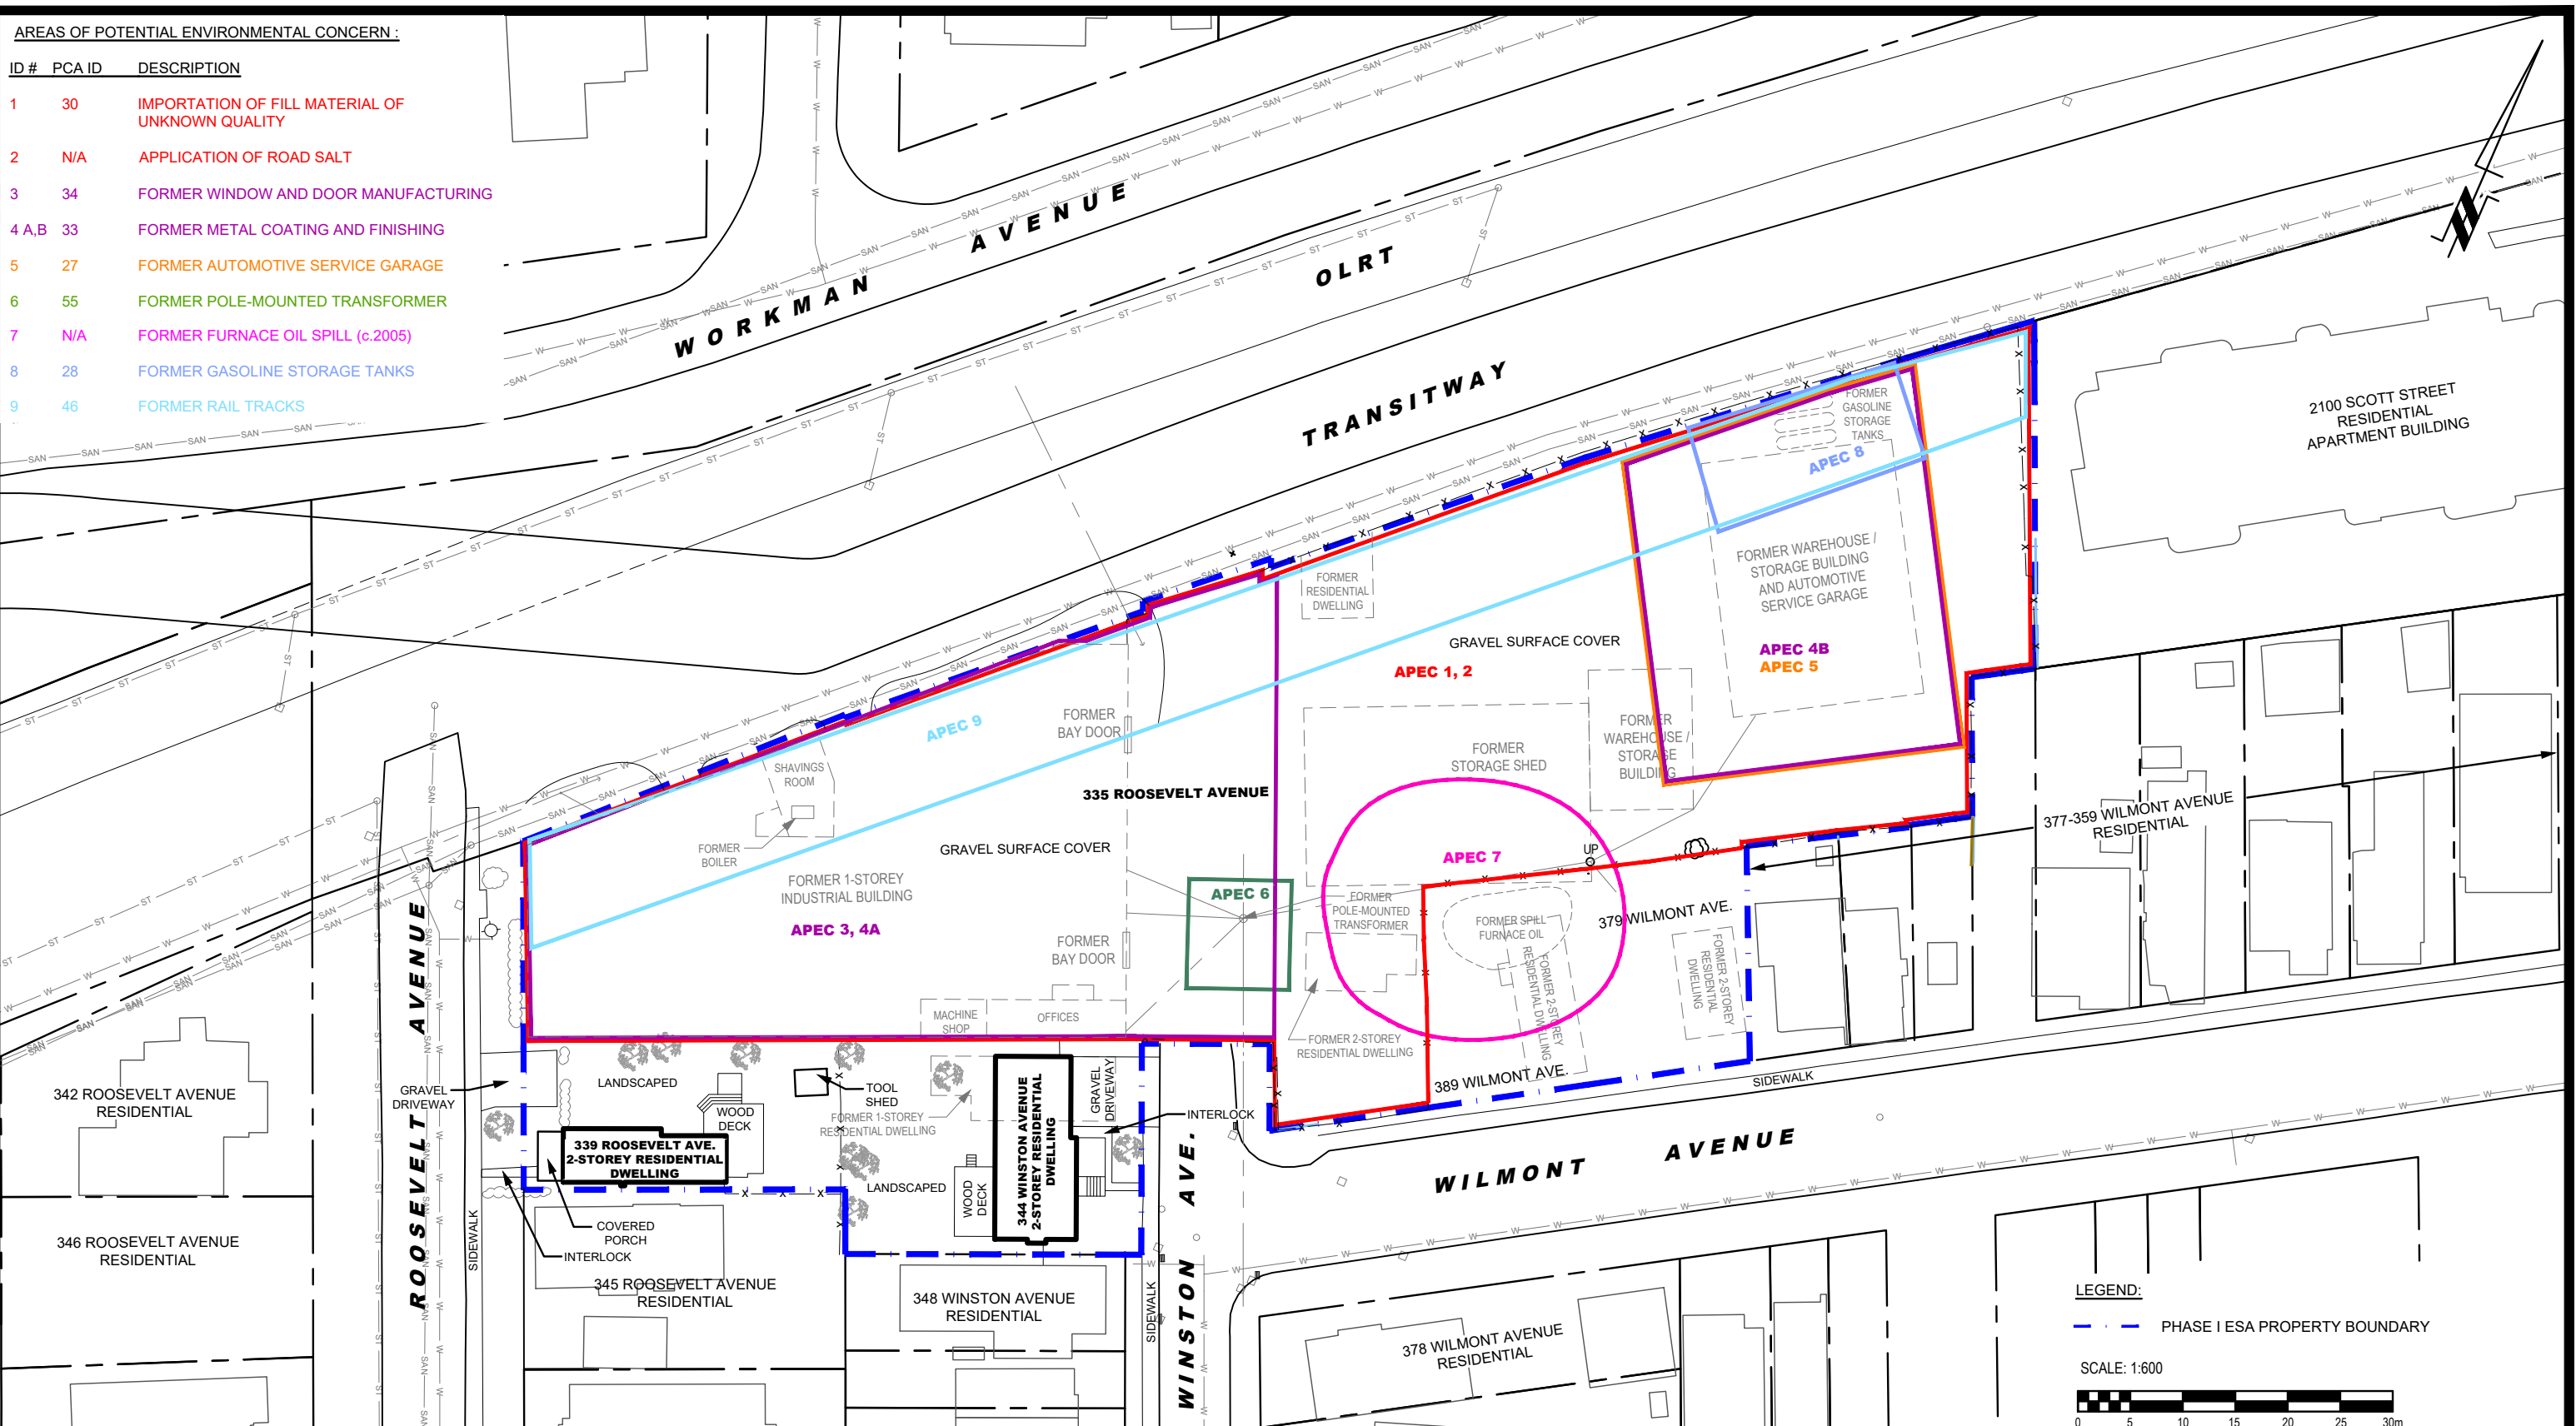 AREAS OF POTENTIAL ENVIRONMENTAL CONCERN :
ID # PCA ID DESCRIPTION
1 30 IMPORTATION OF FILL MATERIAL OF
UNKNOWN QUALITY
2 N/A APPLICATION OF ROAD SALT
3 34 FORMER WINDOW AND DOOR MANUFACTURING
4 A,B 33 FORMER METAL COATING AND FINISHING
5 27 FORMER AUTOMOTIVE SERVICE GARAGE
6 55 FORMER POLE-MOUNTED TRANSFORMER
7 N/A FORMER FURNACE OIL SPILL (c.2005)
8 28 FORMER GASOLINE STORAGE TANKS
9 46 FORMER RAIL TRACKS
WORKMAN AVENUE
OLRT
TRANSITWAY
2100 SCOTT STREET
RESIDENTIAL
APARTMENT BUILDING
FORMER
GASOLINE
STORAGE
TANKS
APEC 8
FORMER WAREHOUSE /
STORAGE BUILDING
AND AUTOMOTIVE
SERVICE GARAGE
FORMER
RESIDENTIAL
DWELLING
GRAVEL SURFACE COVER
APEC 1, 2
APEC 4B
APEC 5
APEC 9
FORMER
BAY DOOR
FORMER
STORAGE SHED
FORMER
WAREHOUSE /
STORAGE
BUILDING
SHAVINGS
ROOM
335 ROOSEVELT AVENUE
377-359 WILMONT AVENUE
RESIDENTIAL
FORMER
BOILER
GRAVEL SURFACE COVER
APEC 7
UP
FORMER 1-STOREY
INDUSTRIAL BUILDING
APEC 3, 4A
APEC 6
FORMER
POLE-MOUNTED
TRANSFORMER
FORMER SPILL
FURNACE OIL
379 WILMONT AVE.
FORMER
BAY DOOR
FORMER 2-STOREY
RESIDENTIAL DWELLING
FORMER 2-STOREY
RESIDENTIAL
DWELLING
MACHINE
SHOP
OFFICES
FORMER 2-STOREY
RESIDENTIAL DWELLING
389 WILMONT AVE.
SIDEWALK
ROOSEVELT AVENUE
342 ROOSEVELT AVENUE
RESIDENTIAL
GRAVEL
DRIVEWAY
LANDSCAPED
WOOD
DECK
TOOL
SHED
FORMER 1-STOREY
RESIDENTIAL DWELLING
344 WINSTON AVENUE
2-STOREY RESIDENTIAL
DWELLING
GRAVEL
DRIVEWAY
INTERLOCK
339 ROOSEVELT AVE.
2-STOREY RESIDENTIAL
DWELLING
LANDSCAPED
WOOD
DECK
WILMONT AVENUE
WINSTON AVE.
SIDEWALK
SIDEWALK
COVERED
PORCH
INTERLOCK
346 ROOSEVELT AVENUE
RESIDENTIAL
345 ROOSEVELT AVENUE
RESIDENTIAL
348 WINSTON AVENUE
RESIDENTIAL
378 WILMONT AVENUE
RESIDENTIAL
LEGEND:
PHASE I ESA PROPERTY BOUNDARY
SCALE: 1:600
0 5 10 15 20 25 30m